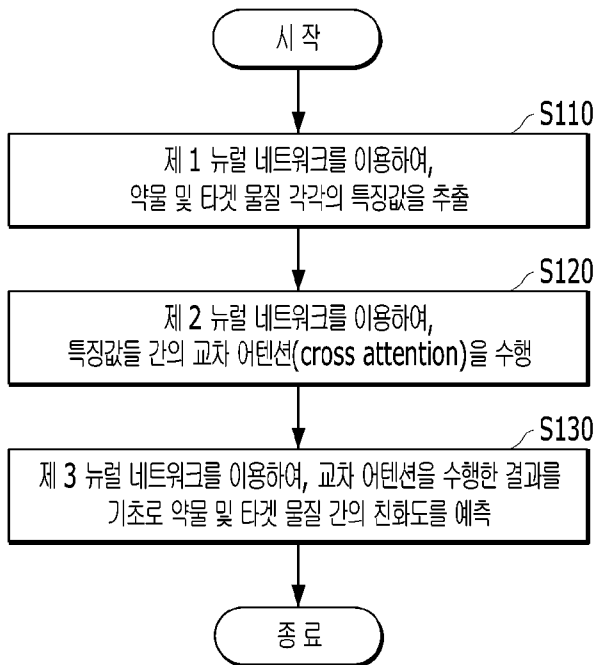 시 작
S110
제 1 뉴럴 네트워크를 이용하여,
약물 및 타겟 물질 각각의 특징값을 추출
S120
제 2 뉴럴 네트워크를 이용하여,
특징값들 간의 교차 어텐션(cross attention)을 수행
S130
제 3 뉴럴 네트워크를 이용하여, 교차 어텐션을 수행한 결과를
기초로 약물 및 타겟 물질 간의 친화도를 예측
종 료